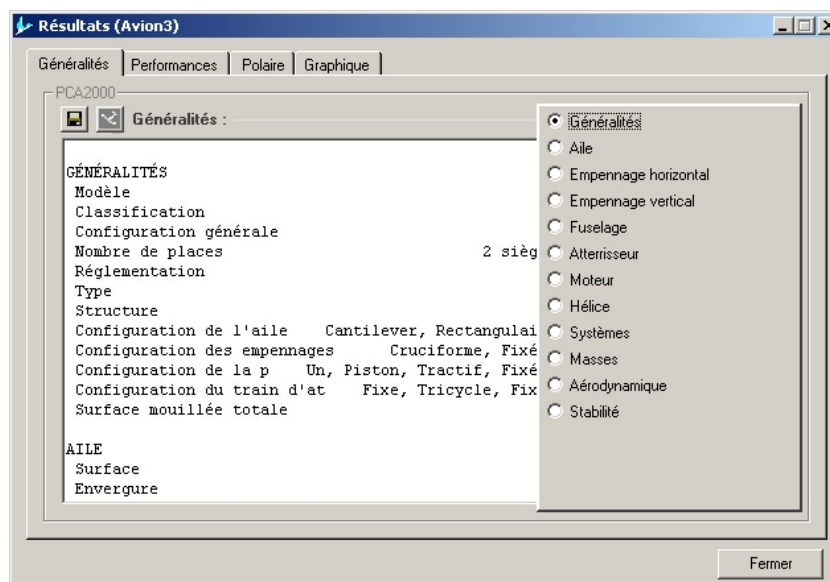 Résultats (Avion3)
Généralités Performances Polaire Graphique
PCA2000
Généralités :
GÉNÉRALITÉS
Modèle
Classification
Configuration générale
Nombre de places 2 sièg
Réglementation
Type
Structure
Configuration de l'aile Cantilever, Rectangulai
Configuration des empennages Cruciforme, Fixé
Configuration de la p Un, Piston, Tractif, Fixé
Configuration du train d'at Fixe, Tricycle, Fix
Surface mouillée totale
AILE
Surface
Envergure
Généralités
Aile
Empennage horizontal
Empennage vertical
Fuselage
Atterrisseur
Moteur
Hélice
Systèmes
Masses
Aérodynamique
Stabilité
Fermer